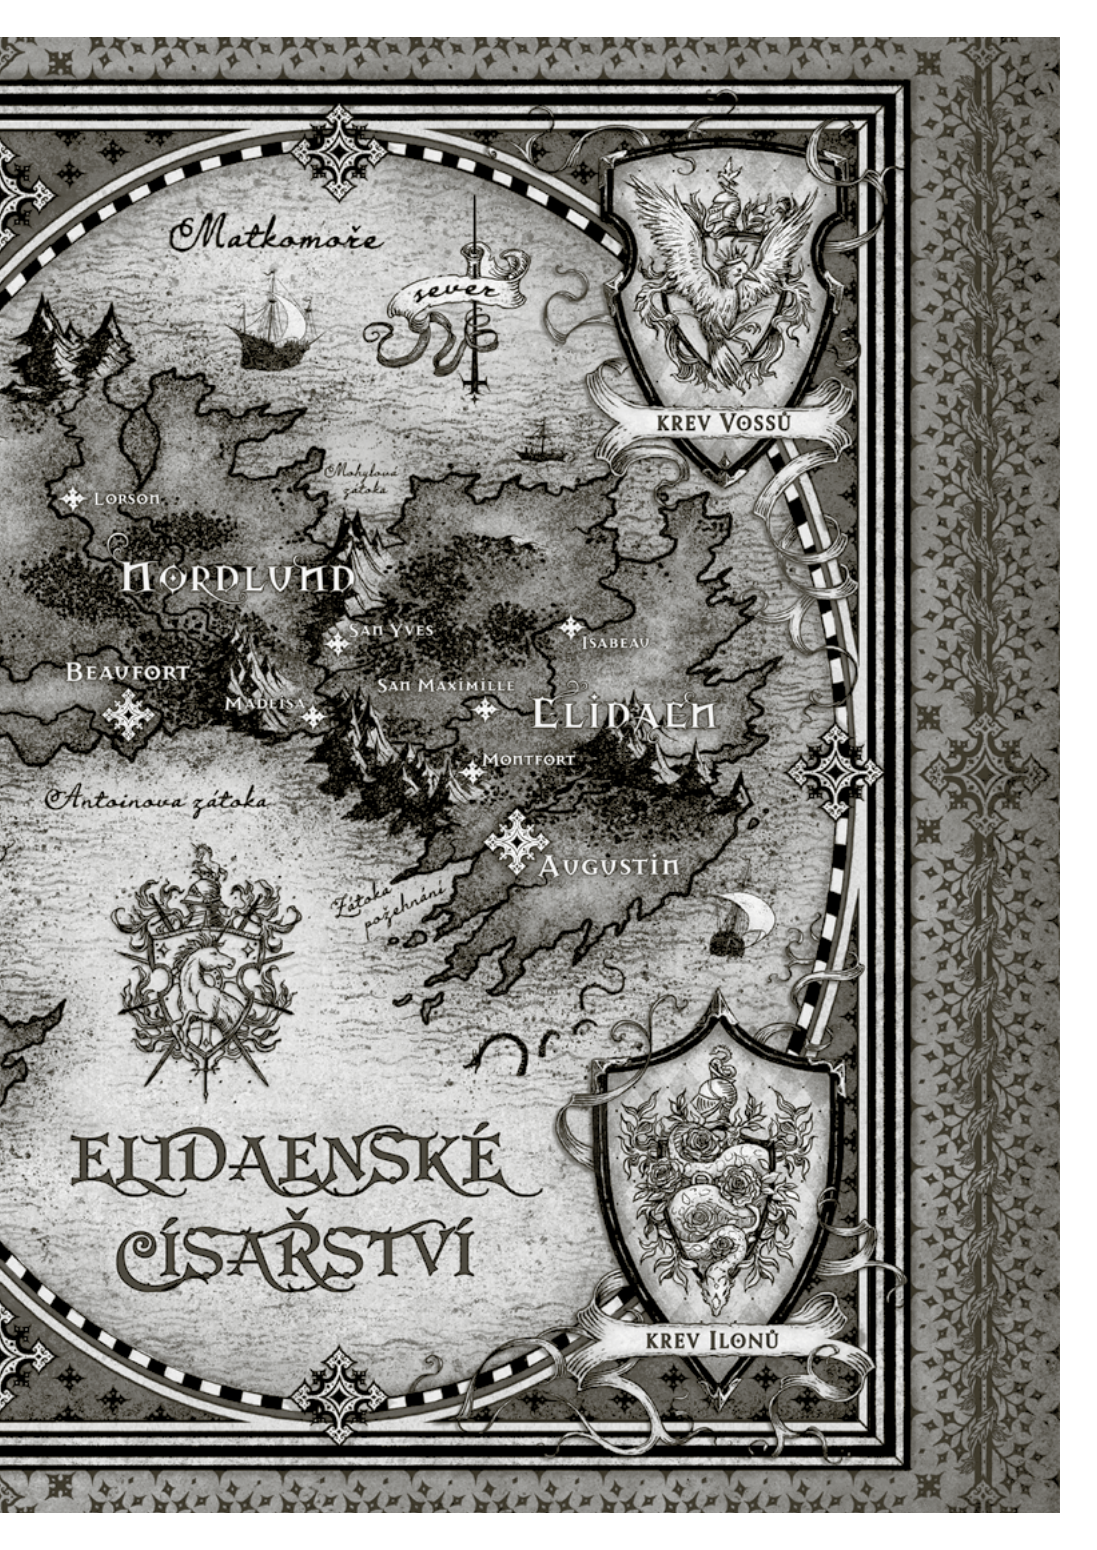 Matkomoře
sever
KREV VOSSŮ
Mohylová
zátoka
LORSON
NORDLUND
SAN YVES
ISABEAU
BEAUFORT
SAN MAXIMILLE
MADEISA
ELIDAEN
MONTFORT
Antoinova zátoka
AUGUSTIN
Zátoka
požehnání
ELIDAENSKÉ
CÍSAŘSTVÍ
KREV ILONŮ